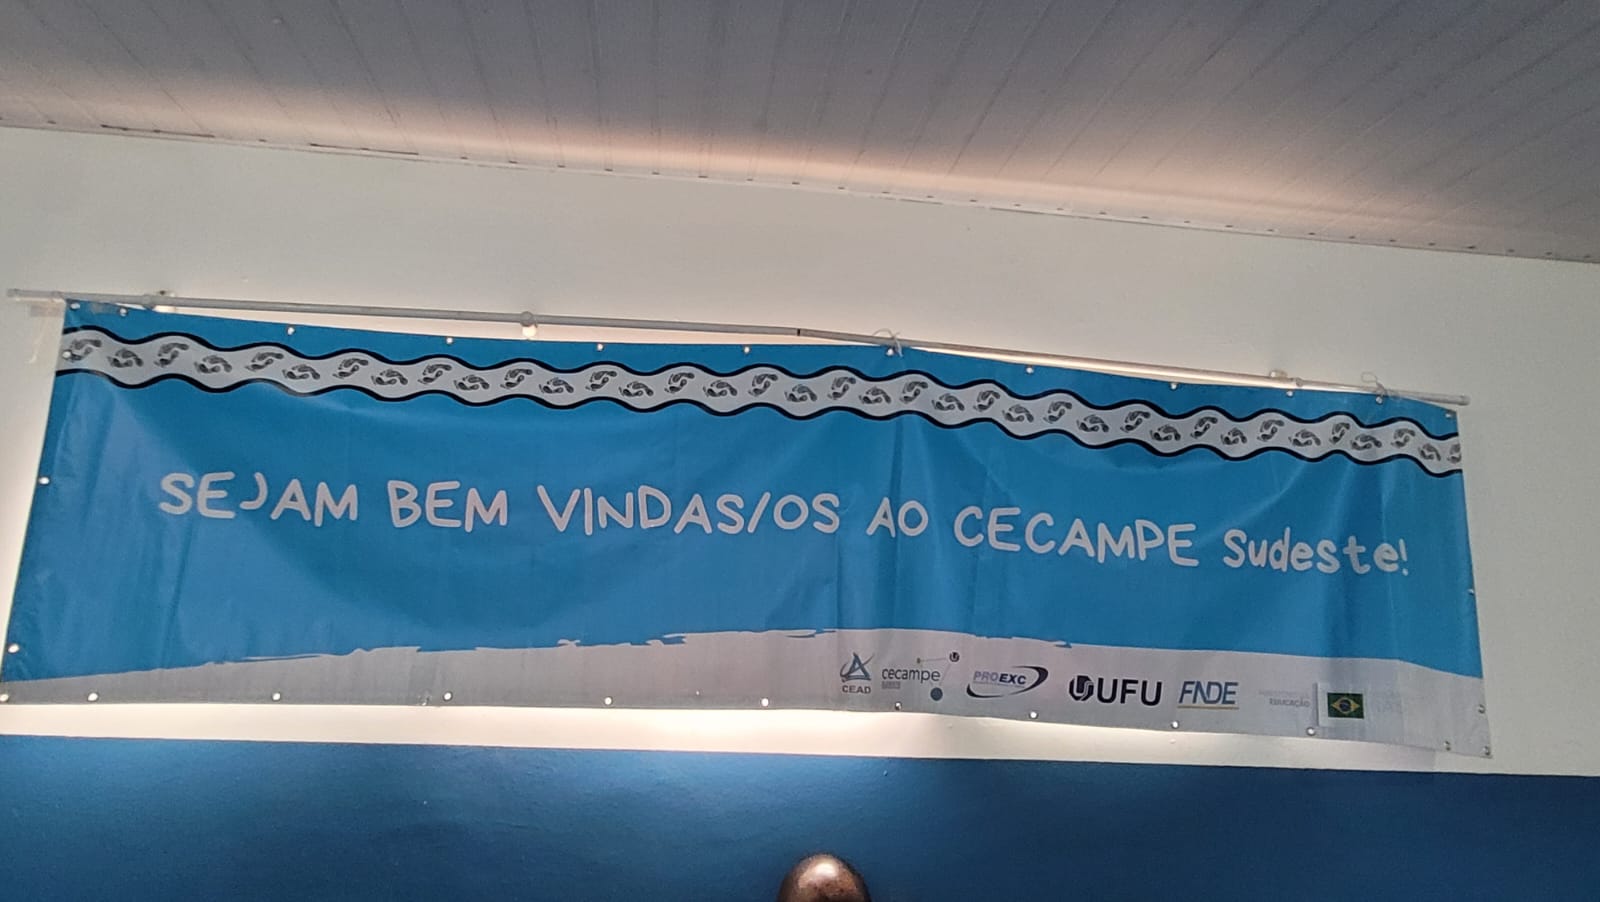 SEJAM BEM VINDAS/OS AO CECAMPE Sudeste!
CEAD
cecampe
PROEXC
UFU
FNDE
EDUCAÇÃO